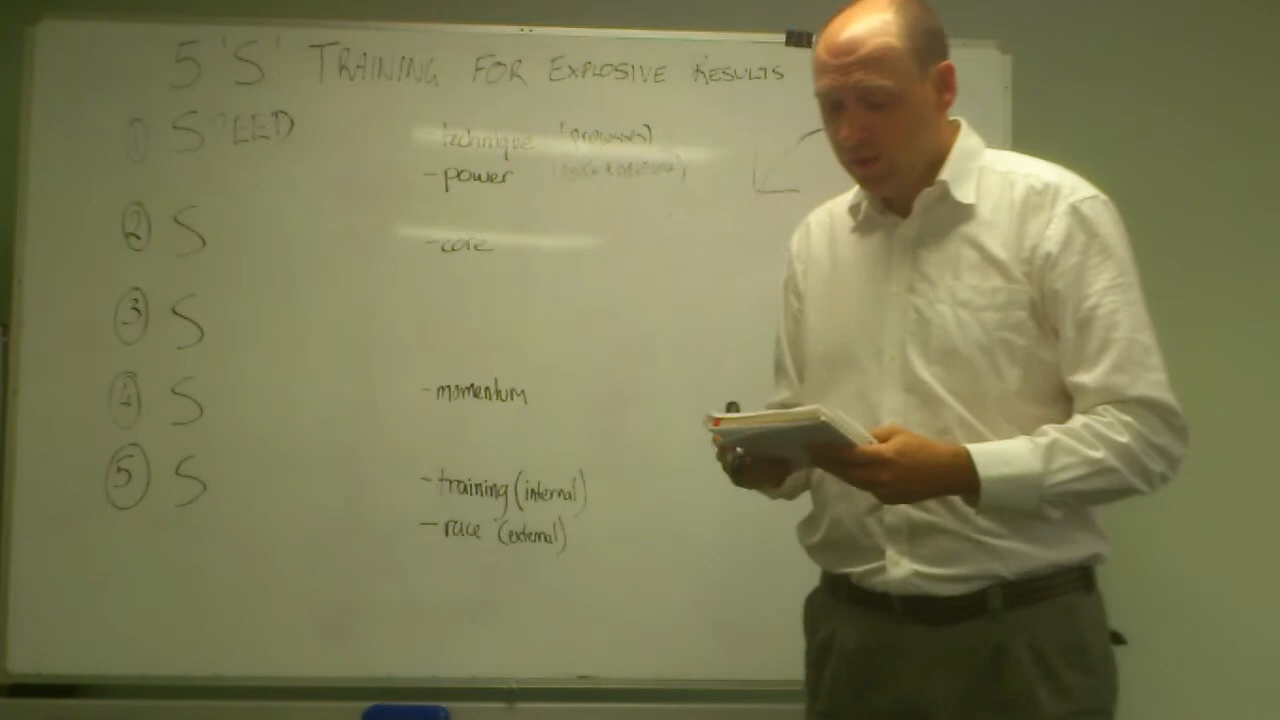 5 'S' TRAINING FOR EXPLOSIVE RESULTS
① SPEED - technique (processes)
- power
② S - core
③ S
④ S - momentum
⑤ S - training (internal)
- race (external)